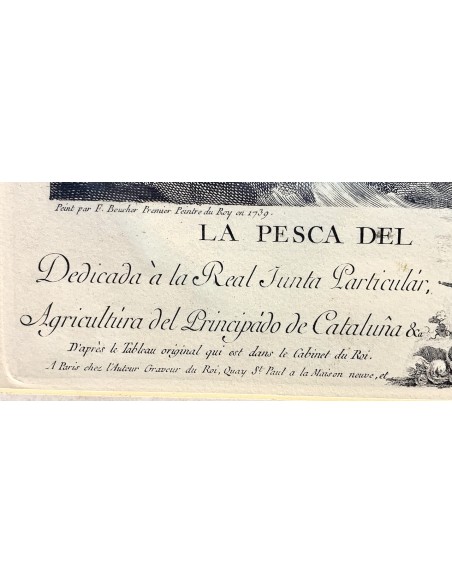 Peint par F. Boucher Premier Peintre du Roy en 1739.
LA PESCA DEL
Dedicada à la Real Junta Particulár,
Agricultúra del Principádo de Cataluña &a
D'après le Tableau original qui est dans le Cabinet du Roi.
A Paris chez l'Auteur Graveur du Roi, Quay St. Paul a la Maison neuve, et